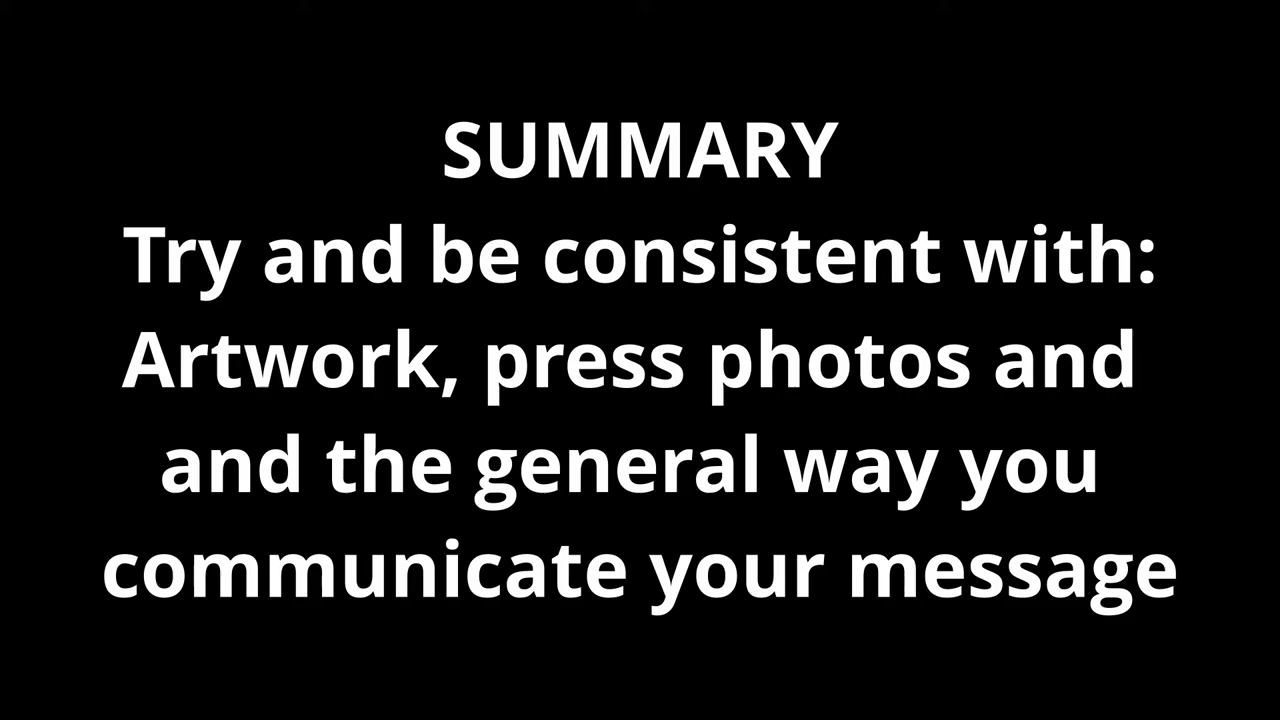 SUMMARY
Try and be consistent with:
Artwork, press photos and
and the general way you
communicate your message